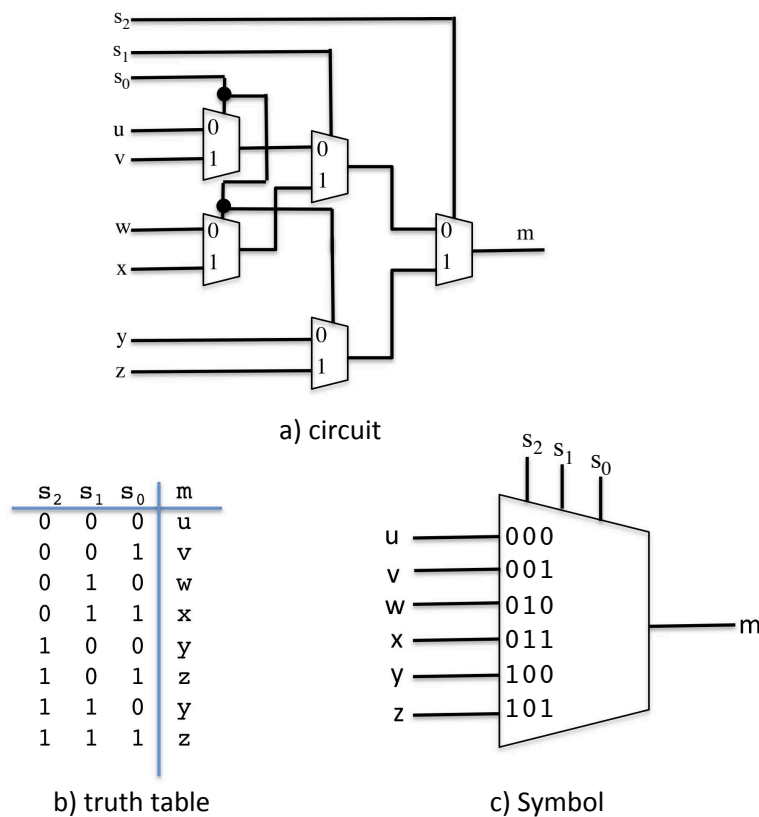 s₂
s₁
s₀
u 0
v 1
0
1
w 0
x 1
0
1
m
y 0
z 1
a) circuit
s₂ s₁ s₀ m
0 0 0 u
0 0 1 v
0 1 0 w
0 1 1 x
1 0 0 y
1 0 1 z
1 1 0 y
1 1 1 z
b) truth table
s₂ s₁ s₀
u 000
v 001
w 010
x 011
y 100
z 101
m
c) Symbol